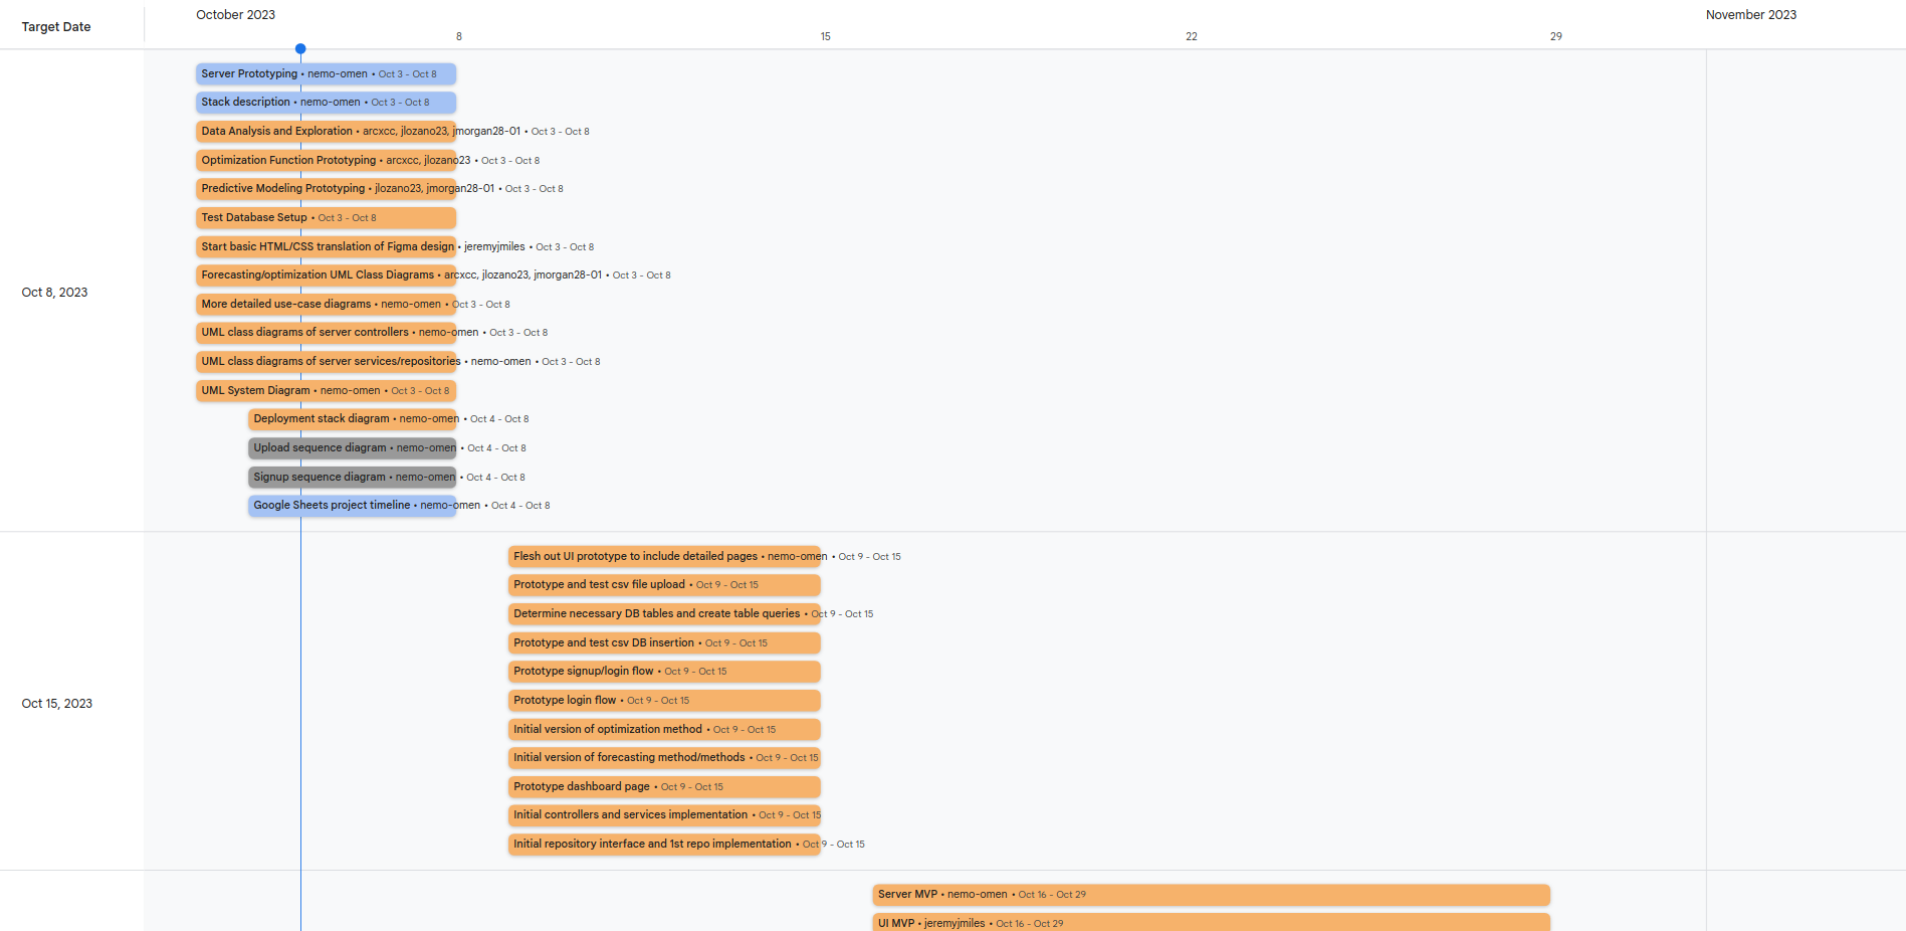 Target Date
October 2023
November 2023
8
15
22
29
Oct 8, 2023
Server Prototyping • nemo-omen • Oct 3 - Oct 8
Stack description • nemo-omen • Oct 3 - Oct 8
Data Analysis and Exploration • arcxcc, jlozano23, jmorgan28-01 • Oct 3 - Oct 8
Optimization Function Prototyping • arcxcc, jlozano23 • Oct 3 - Oct 8
Predictive Modeling Prototyping • jlozano23, jmorgan28-01 • Oct 3 - Oct 8
Test Database Setup • Oct 3 - Oct 8
Start basic HTML/CSS translation of Figma design • jeremyjmiles • Oct 3 - Oct 8
Forecasting/optimization UML Class Diagrams • arcxcc, jlozano23, jmorgan28-01 • Oct 3 - Oct 8
More detailed use-case diagrams • nemo-omen • Oct 3 - Oct 8
UML class diagrams of server controllers • nemo-omen • Oct 3 - Oct 8
UML class diagrams of server services/repositories • nemo-omen • Oct 3 - Oct 8
UML System Diagram • nemo-omen • Oct 3 - Oct 8
Deployment stack diagram • nemo-omen • Oct 4 - Oct 8
Upload sequence diagram • nemo-omen • Oct 4 - Oct 8
Signup sequence diagram • nemo-omen • Oct 4 - Oct 8
Google Sheets project timeline • nemo-omen • Oct 4 - Oct 8
Oct 15, 2023
Flesh out UI prototype to include detailed pages • nemo-omen • Oct 9 - Oct 15
Prototype and test csv file upload • Oct 9 - Oct 15
Determine necessary DB tables and create table queries • Oct 9 - Oct 15
Prototype and test csv DB insertion • Oct 9 - Oct 15
Prototype signup/login flow • Oct 9 - Oct 15
Prototype login flow • Oct 9 - Oct 15
Initial version of optimization method • Oct 9 - Oct 15
Initial version of forecasting method/methods • Oct 9 - Oct 15
Prototype dashboard page • Oct 9 - Oct 15
Initial controllers and services implementation • Oct 9 - Oct 15
Initial repository interface and 1st repo implementation • Oct 9 - Oct 15
Server MVP • nemo-omen • Oct 16 - Oct 29
UI MVP • jeremyjmiles • Oct 16 - Oct 29